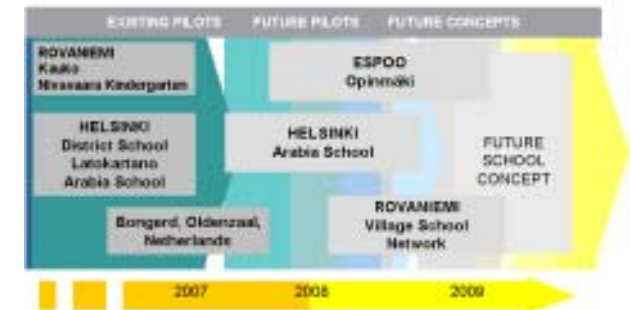 EXISTING PILOTS FUTURE PILOTS FUTURE CONCEPTS
ROVANIEMI
Kauko
Nivavaara Kindergarten
ESPOO
Opinmäki
HELSINKI
District School
Latokartano
Arabia School
HELSINKI
Arabia School
FUTURE
SCHOOL
CONCEPT
Bongerd, Oldenzaal,
Netherlands
ROVANIEMI
Village School
Network
2007 2008 2009